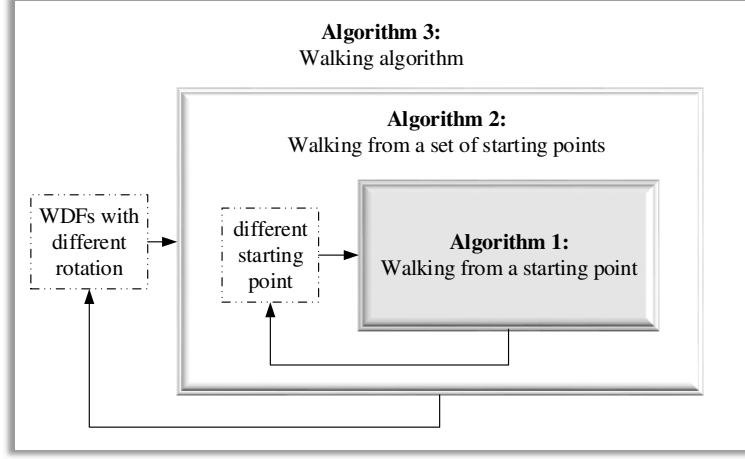 Algorithm 3:
Walking algorithm
Algorithm 2:
Walking from a set of starting points
WDFs with
different
rotation
different
starting
point
Algorithm 1:
Walking from a starting point